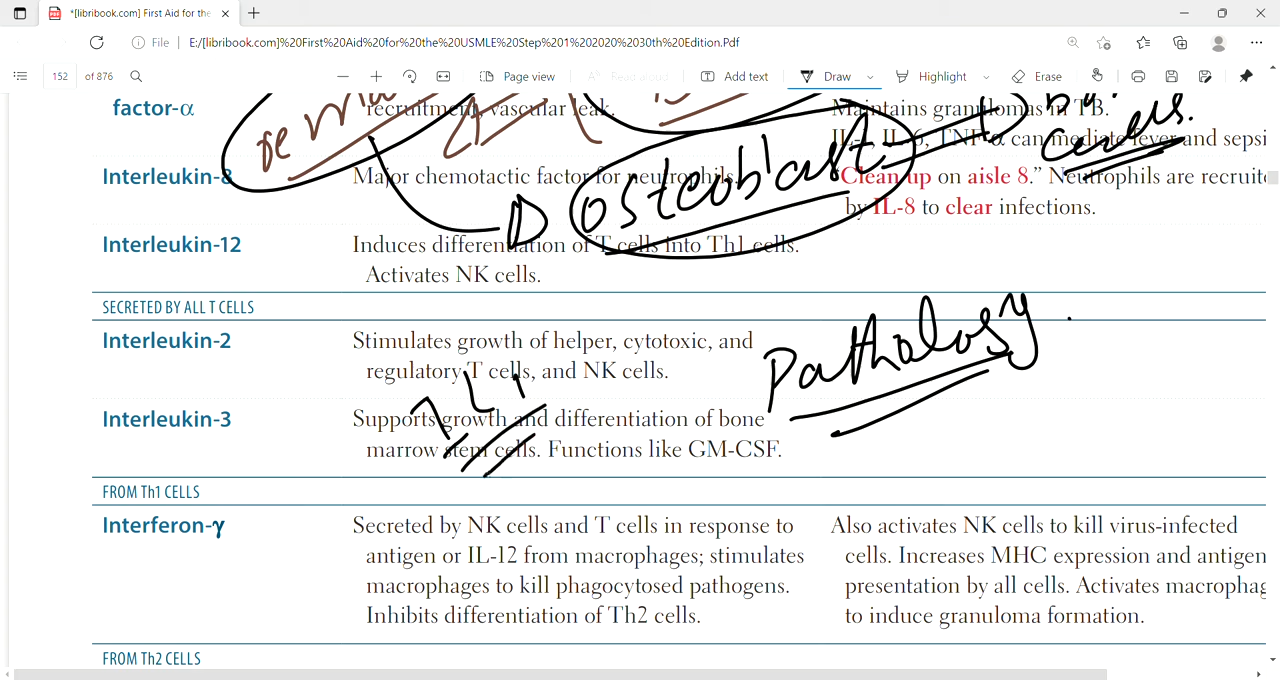 *[libribook.com] First Aid for the
File E:/[libribook.com]%20First%20Aid%20for%20the%20USMLE%20Step%201%202020%2030th%20Edition.Pdf
152 of 876 Page view Read aloud Add text Draw Highlight Erase
factor-α recruitment, vascular leak. Maintains granulomas in TB.
IL-1, IL-6, TNF-α can mediate fever and sepsi
Interleukin-8 Major chemotactic factor for neutrophils. “Clean up on aisle 8.” Neutrophils are recruite
by IL-8 to clear infections.
Osteoblast
Interleukin-12 Induces differentiation of T cells into Th1 cells.
Activates NK cells.
SECRETED BY ALL T CELLS
Interleukin-2 Stimulates growth of helper, cytotoxic, and
regulatory T cells, and NK cells.
Pathology.
Interleukin-3 Supports growth and differentiation of bone
marrow stem cells. Functions like GM-CSF.
FROM Th1 CELLS
Interferon-γ Secreted by NK cells and T cells in response to Also activates NK cells to kill virus-infected
antigen or IL-12 from macrophages; stimulates cells. Increases MHC expression and antigen
macrophages to kill phagocytosed pathogens. presentation by all cells. Activates macrophag
Inhibits differentiation of Th2 cells. to induce granuloma formation.
FROM Th2 CELLS